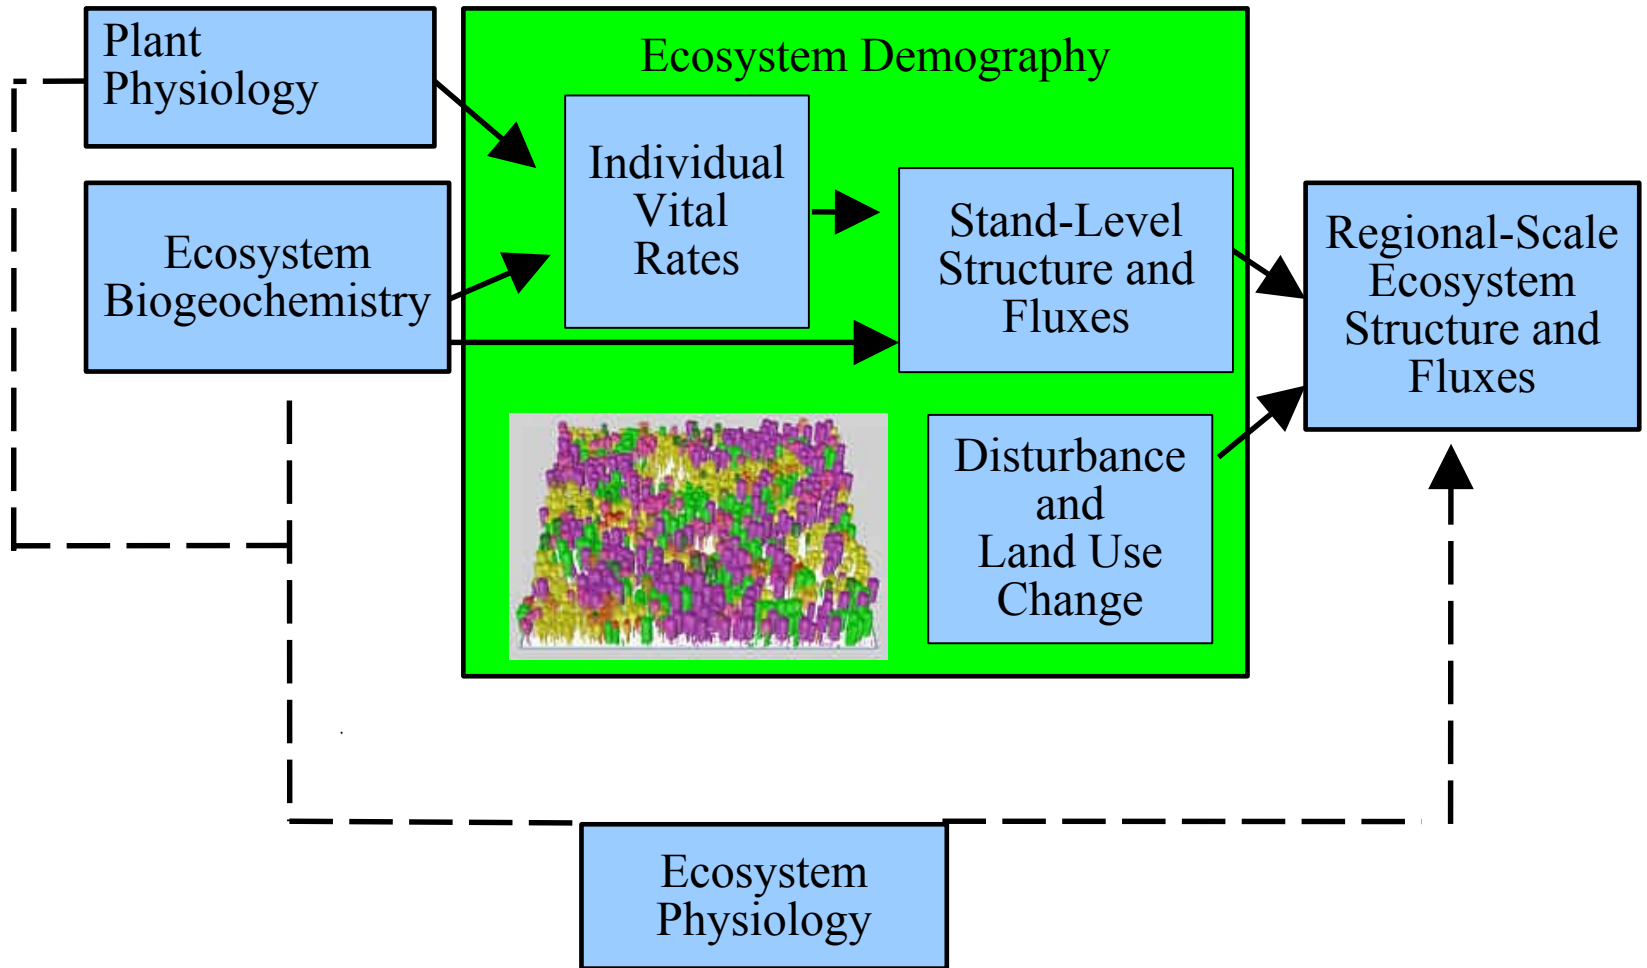 Plant
Physiology
Ecosystem Demography
Individual
Vital
Rates
Ecosystem
Biogeochemistry
Stand-Level
Structure and
Fluxes
Regional-Scale
Ecosystem
Structure and
Fluxes
Disturbance
and
Land Use
Change
Ecosystem
Physiology